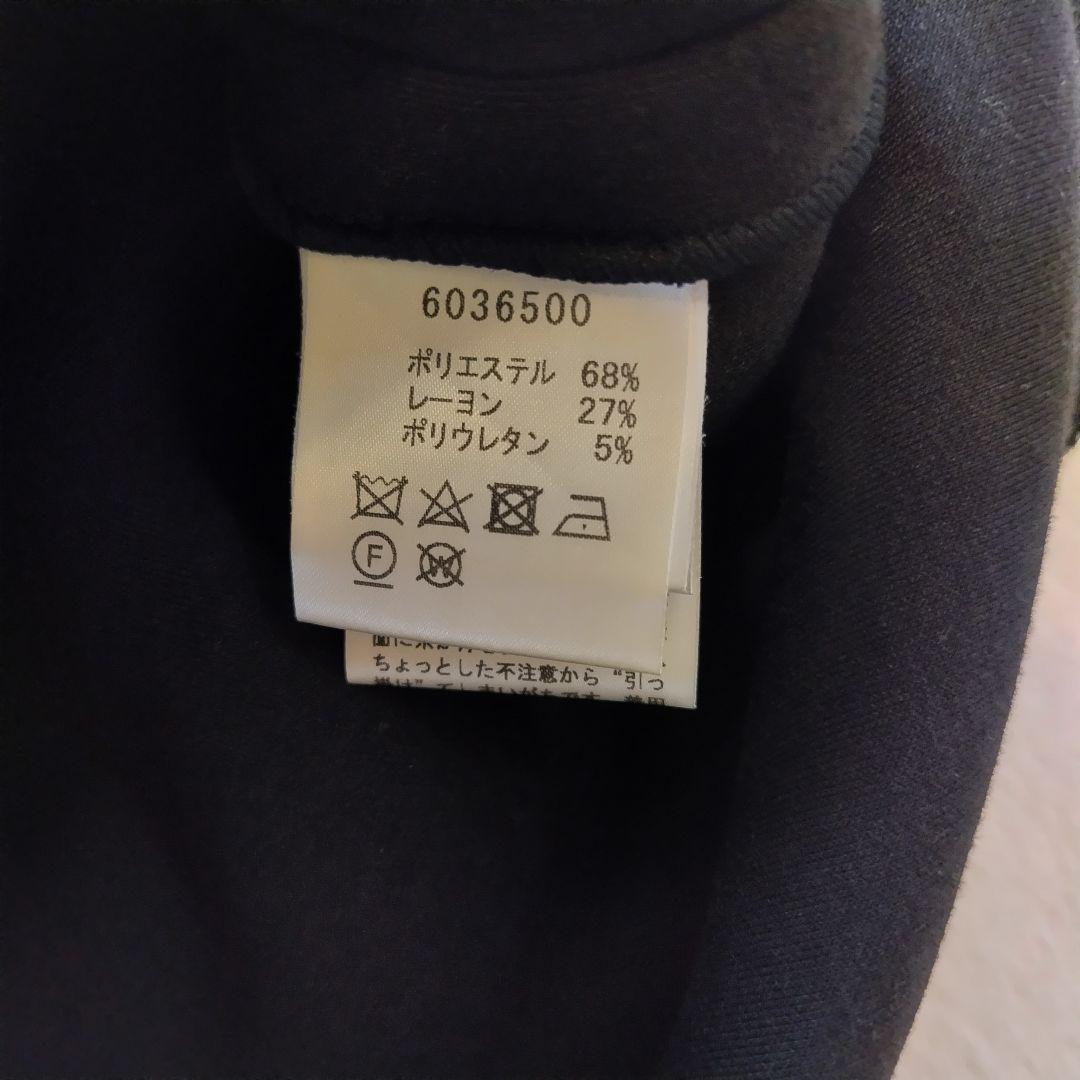 6036500
ポリエステル 68%
レーヨン 27%
ポリウレタン 5%
F
W
ちょっとした不注意から "引っ